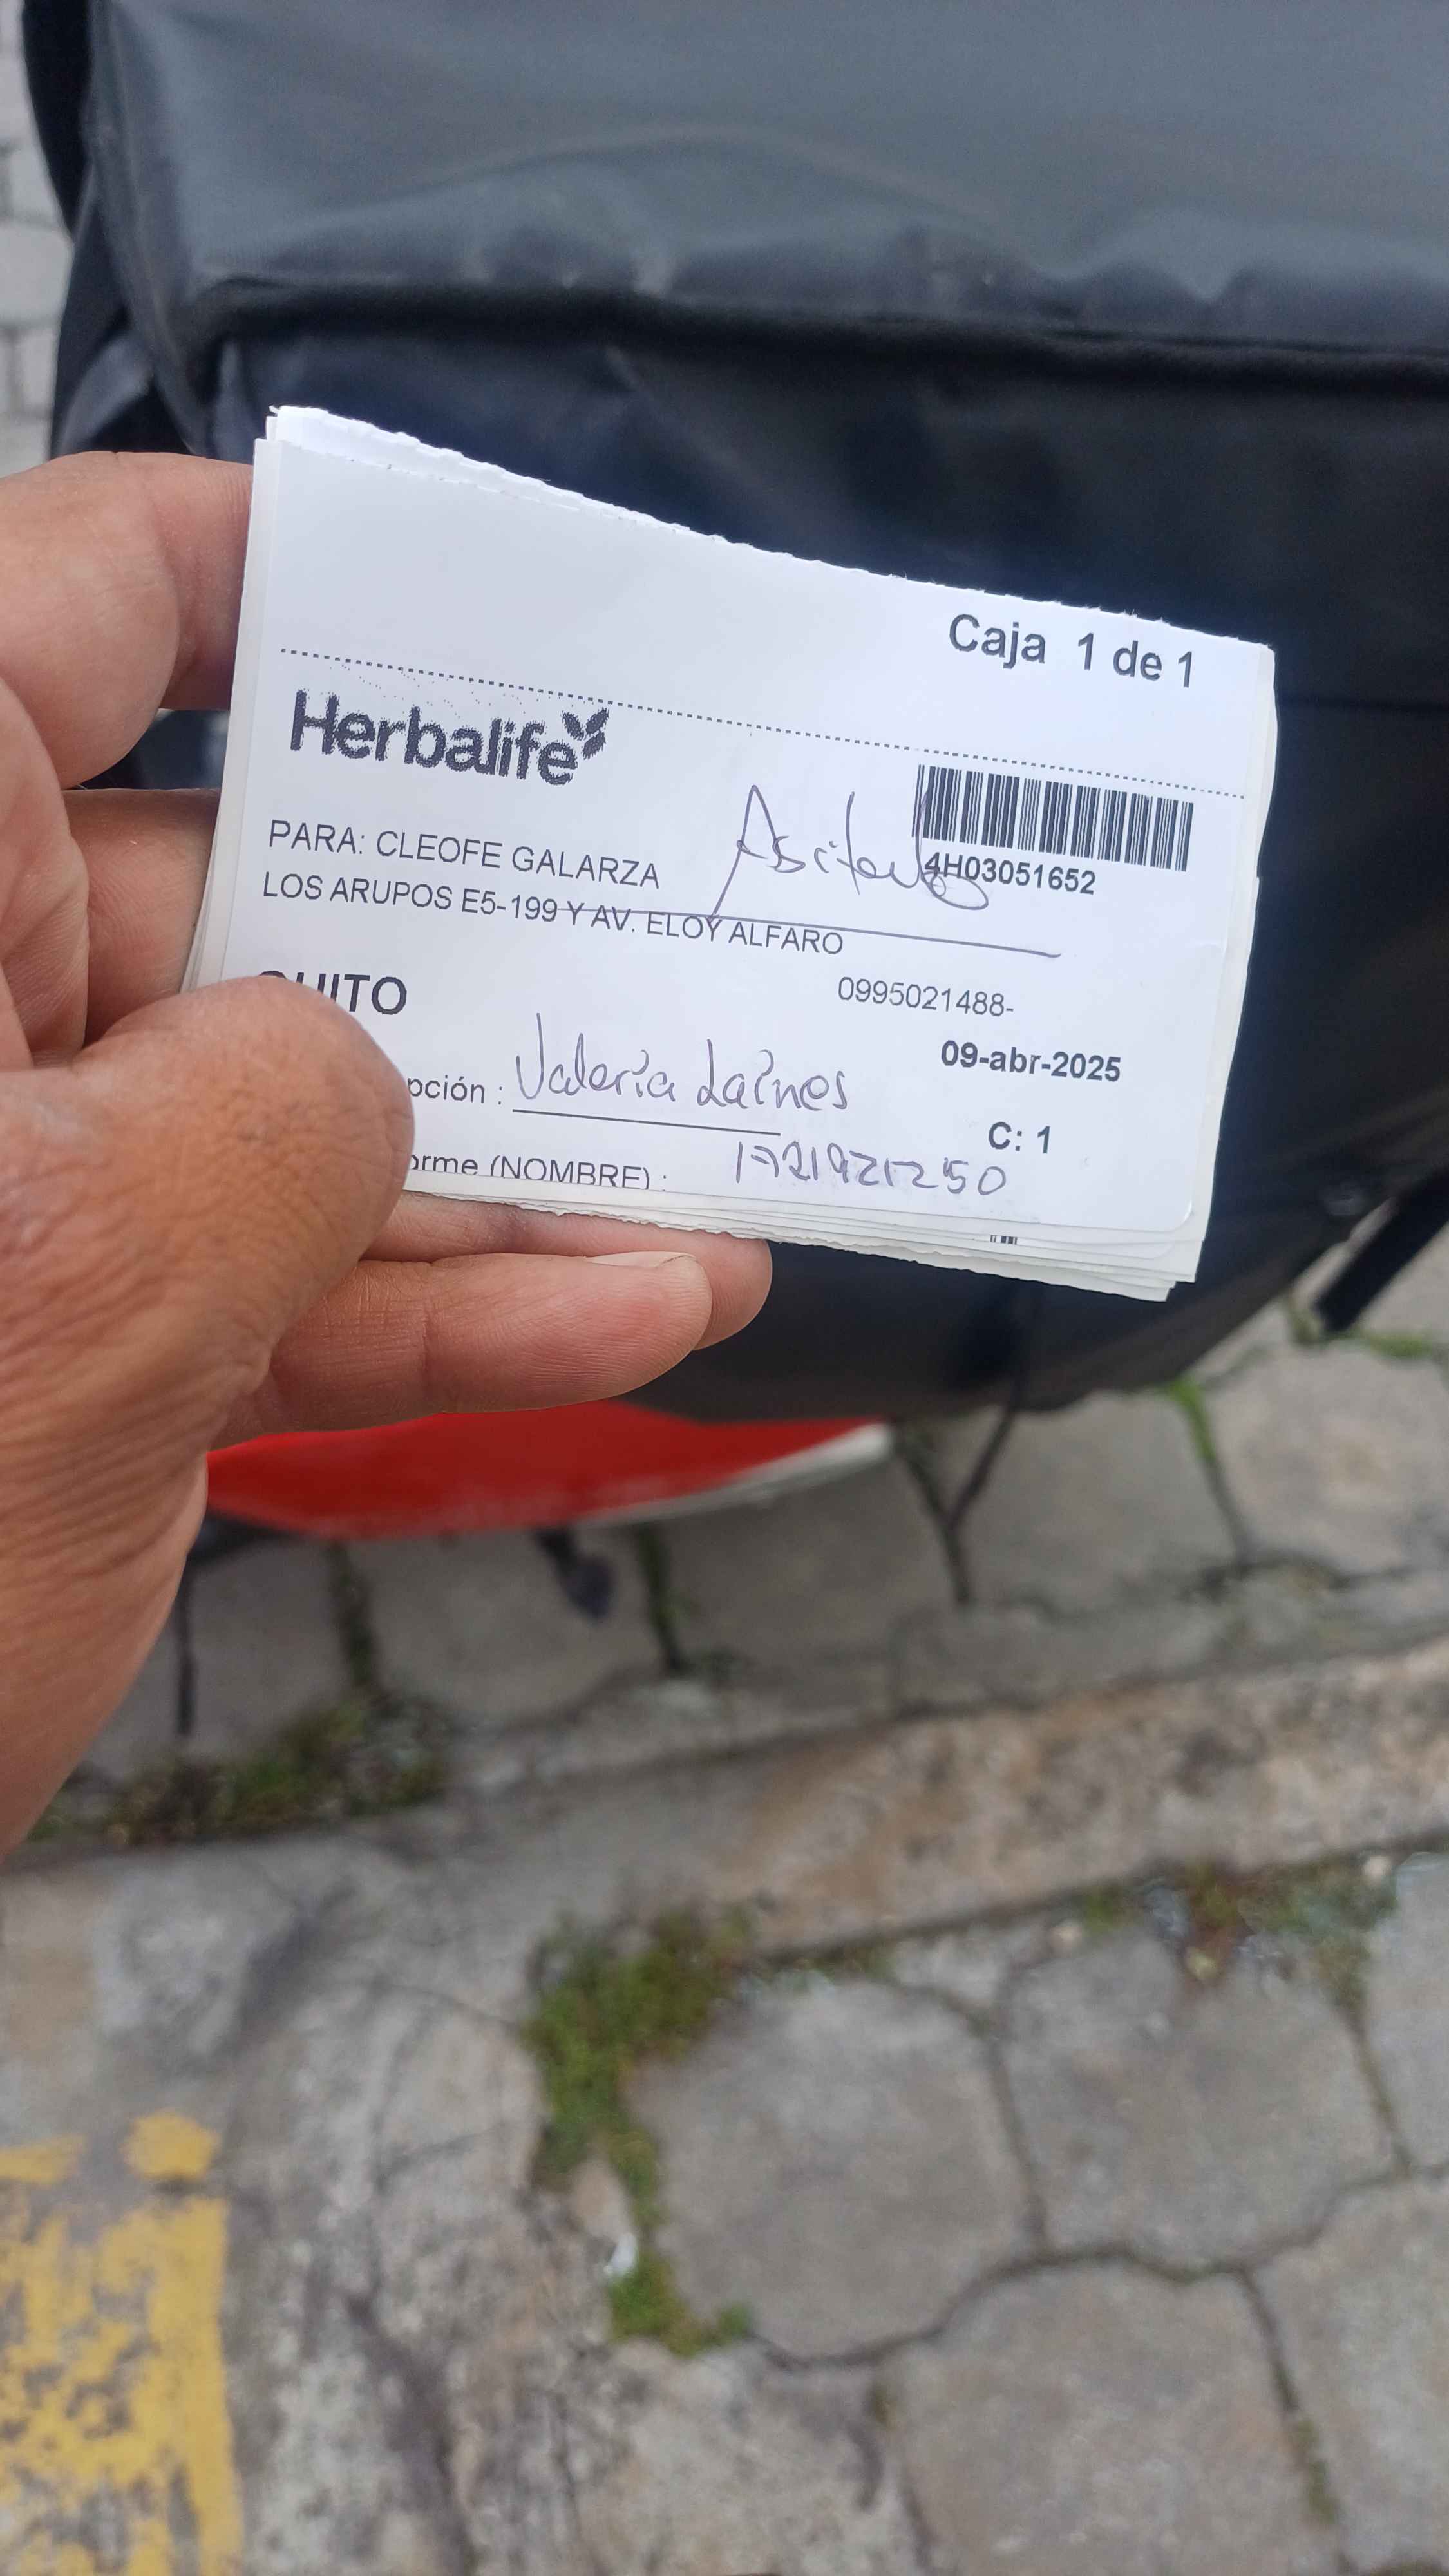 Caja 1 de 1
Herbalife
4H03051652
PARA: CLEOFE GALARZA
LOS ARUPOS E5-199 Y AV. ELOY ALFARO
0995021488-
09-abr-2025
pción : Valeria Laines
C: 1
orme (NOMBRE) : 1721921250